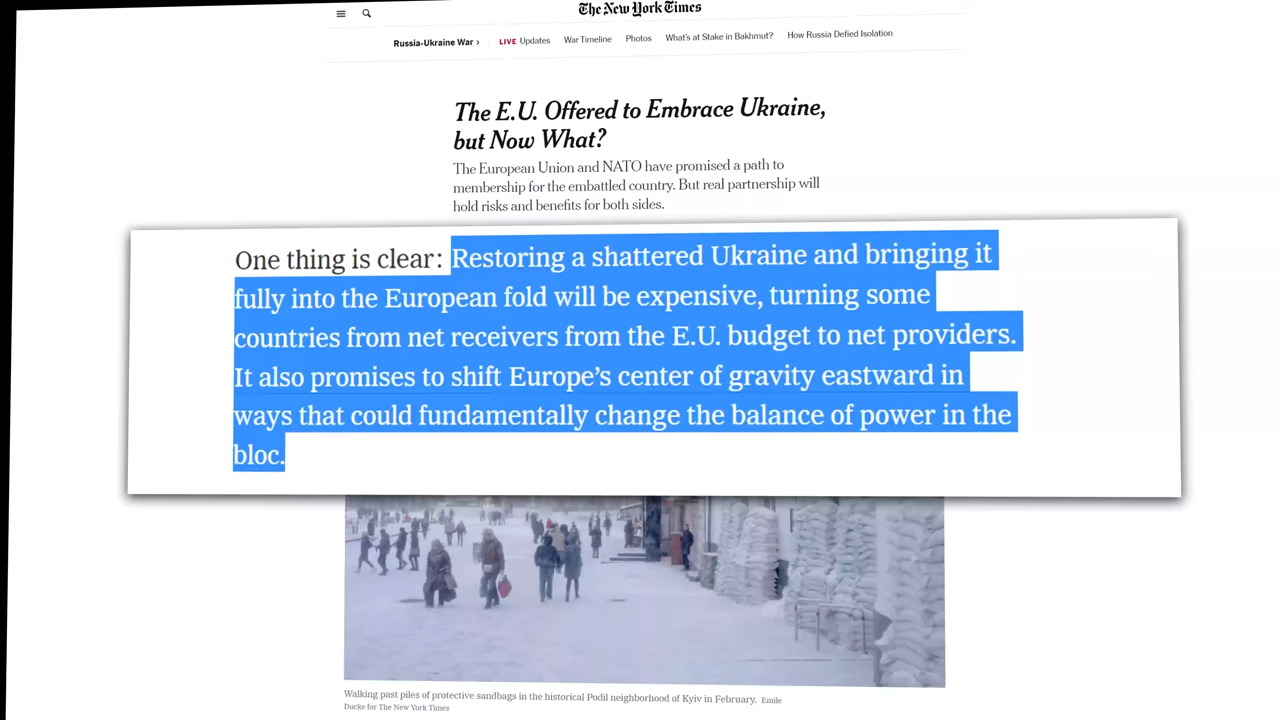 The New York Times
Russia-Ukraine War › LIVE Updates War Timeline Photos What's at Stake in Bakhmut? How Russia Defied Isolation
The E.U. Offered to Embrace Ukraine,
but Now What?
The European Union and NATO have promised a path to
membership for the embattled country. But real partnership will
hold risks and benefits for both sides.
One thing is clear: Restoring a shattered Ukraine and bringing it
fully into the European fold will be expensive, turning some
countries from net receivers from the E.U. budget to net providers.
It also promises to shift Europe's center of gravity eastward in
ways that could fundamentally change the balance of power in the
bloc.
Walking past piles of protective sandbags in the historical Podil neighborhood of Kyiv in February. Emile
Ducke for The New York Times